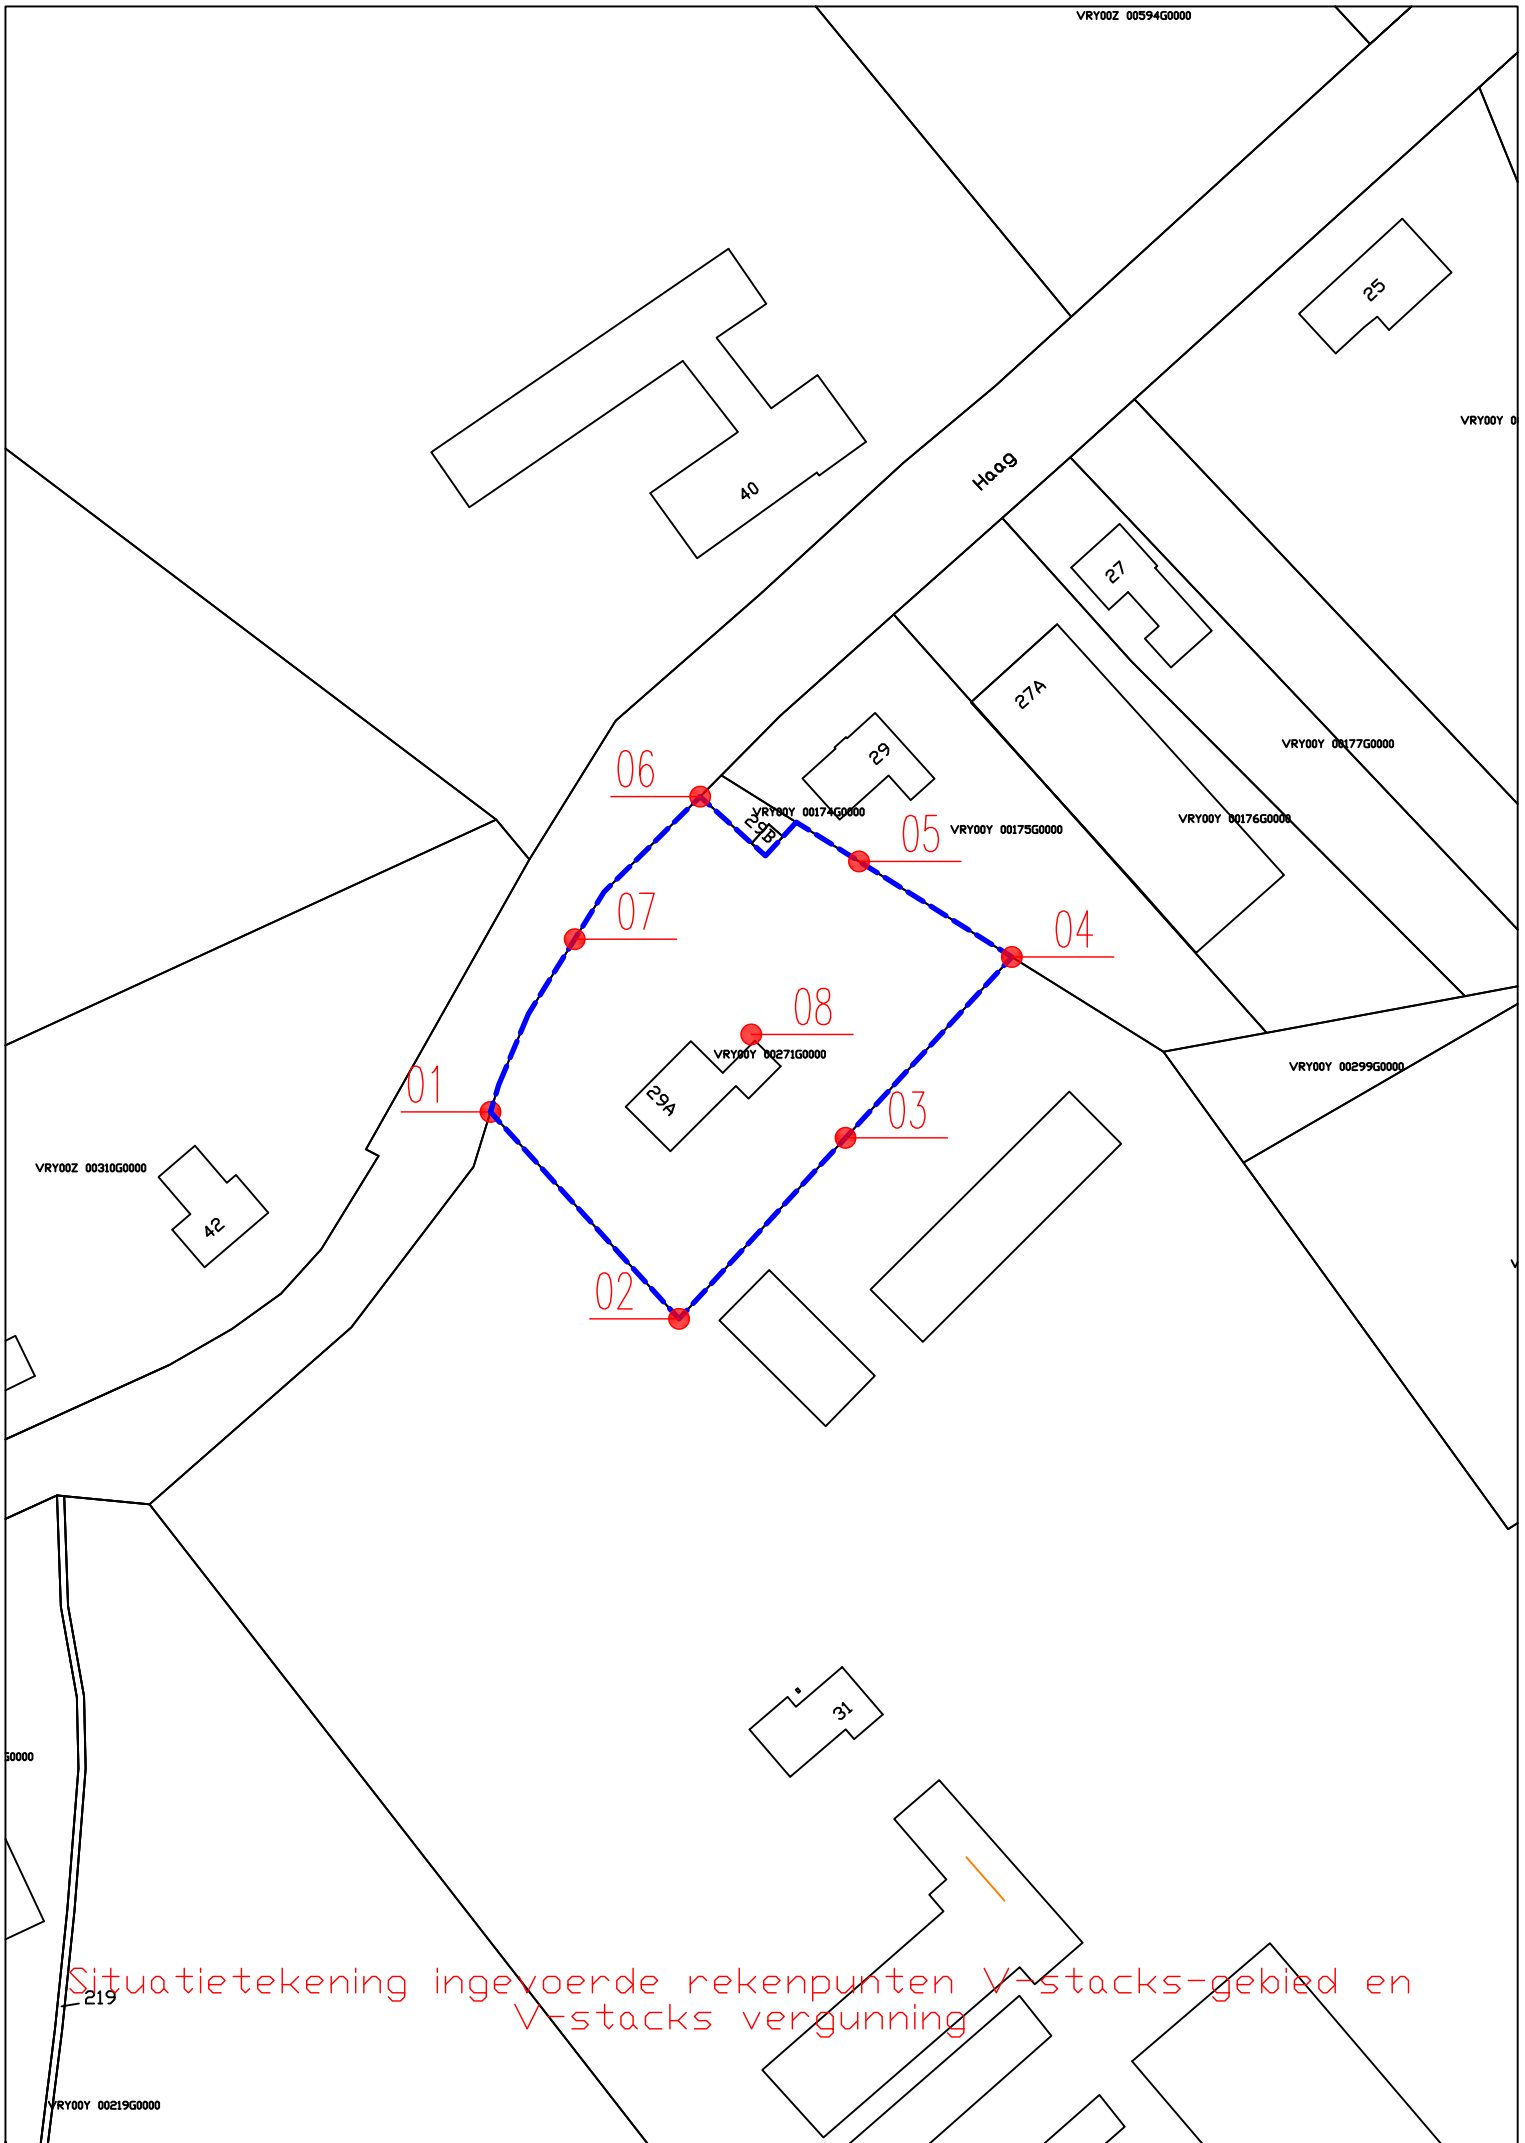 VRY00Z 00594G0000
25
VRY00Y 0
Haag
40
27
27A
VRY00Y 00177G0000
29
06
VRY00Y 00174G0000
29B
VRY00Y 00176G0000
VRY00Y 00175G0000
05
07
04
08
VRY00Y 00271G0000
VRY00Y 00299G0000
01
29A
03
VRY00Z 00310G0000
42
02
31
G0000
Situatietekening ingevoerde rekenpunten V-stacks-gebied en
V-stacks vergunning
219
VRY00Y 00219G0000